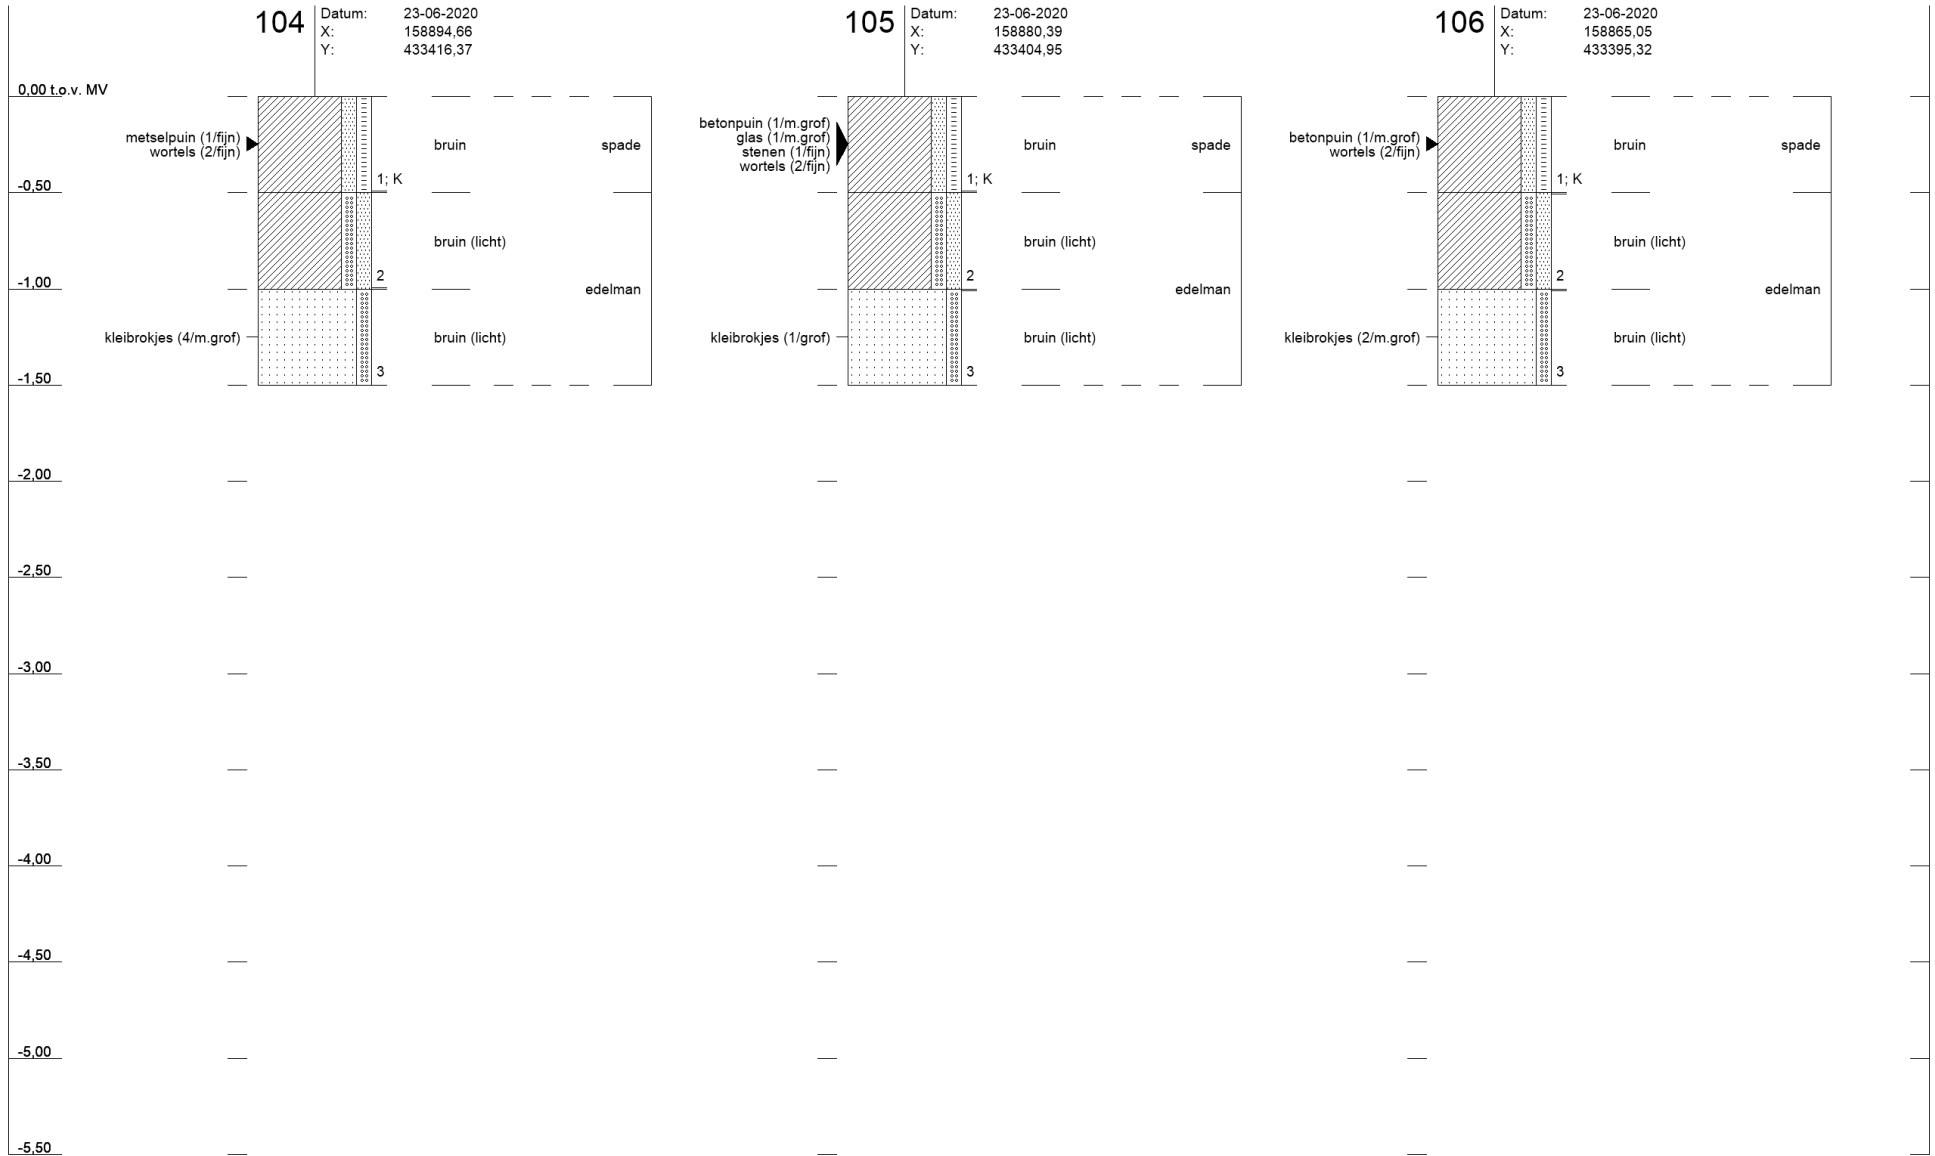 104
Datum: 23-06-2020
X: 158894,66
Y: 433416,37
105
Datum: 23-06-2020
X: 158880,39
Y: 433404,95
106
Datum: 23-06-2020
X: 158865,05
Y: 433395,32
0,00 t.o.v. MV
metselpuin (1/fijn)
wortels (2/fijn)
bruin
spade
1; K
bruin (licht)
2
edelman
kleibrokjes (4/m.grof)
bruin (licht)
3
betonpuin (1/m.grof)
glas (1/m.grof)
stenen (1/fijn)
wortels (2/fijn)
bruin
spade
1; K
bruin (licht)
2
edelman
kleibrokjes (1/grof)
bruin (licht)
3
betonpuin (1/m.grof)
wortels (2/fijn)
bruin
spade
1; K
bruin (licht)
2
edelman
kleibrokjes (2/m.grof)
bruin (licht)
3
-0,50
-1,00
-1,50
-2,00
-2,50
-3,00
-3,50
-4,00
-4,50
-5,00
-5,50